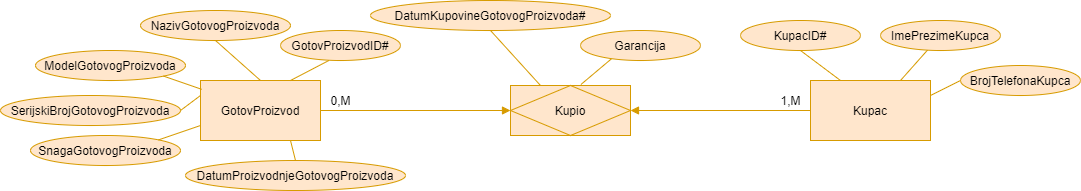 DatumKupovineGotovogProizvoda#
NazivGotovogProizvoda
GotovProizvodID#
Garancija
KupacID#
ImePrezimeKupca
ModelGotovogProizvoda
BrojTelefonaKupca
SerijskiBrojGotovogProizvoda
GotovProizvod
0,M
Kupio
1,M
Kupac
SnagaGotovogProizvoda
DatumProizvodnjeGotovogProizvoda